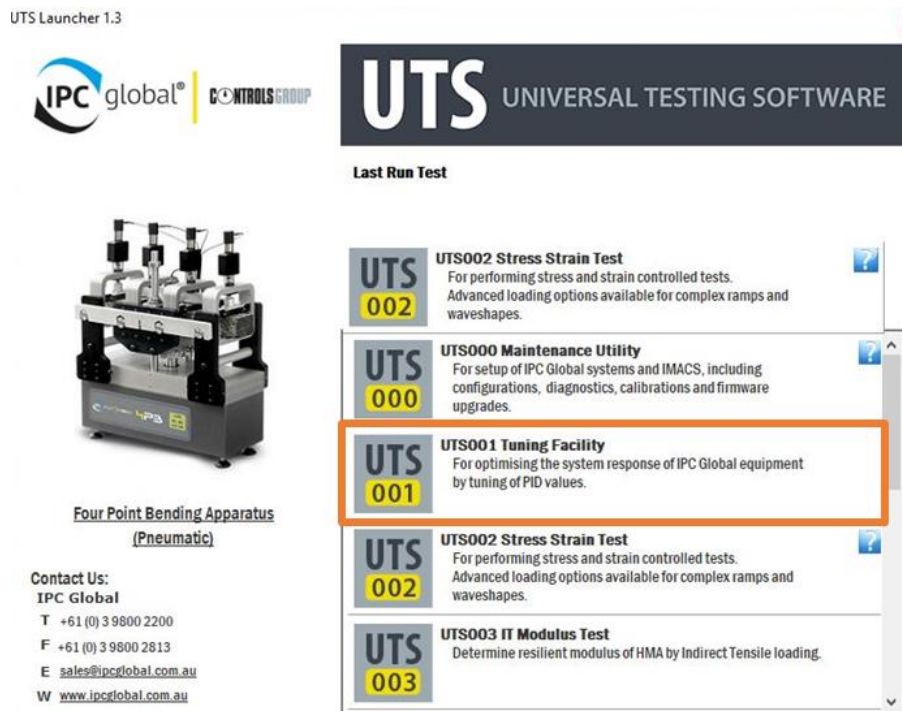 UTS Launcher 1.3
IPC global®
CONTROLS GROUP
UTS UNIVERSAL TESTING SOFTWARE
Last Run Test
UTS 002
UTS002 Stress Strain Test
For performing stress and strain controlled tests.
Advanced loading options available for complex ramps and
waveshapes.
?
UTS 000
UTS000 Maintenance Utility
For setup of IPC Global systems and IMACS, including
configurations, diagnostics, calibrations and firmware
upgrades.
?
UTS 001
UTS001 Tuning Facility
For optimising the system response of IPC Global equipment
by tuning of PID values.
UTS 002
UTS002 Stress Strain Test
For performing stress and strain controlled tests.
Advanced loading options available for complex ramps and
waveshapes.
?
UTS 003
UTS003 IT Modulus Test
Determine resilient modulus of HMA by Indirect Tensile loading.
4PB
Four Point Bending Apparatus
(Pneumatic)
Contact Us:
IPC Global
T +61 (0) 3 9800 2200
F +61 (0) 3 9800 2813
E sales@ipcglobal.com.au
W www.ipcglobal.com.au